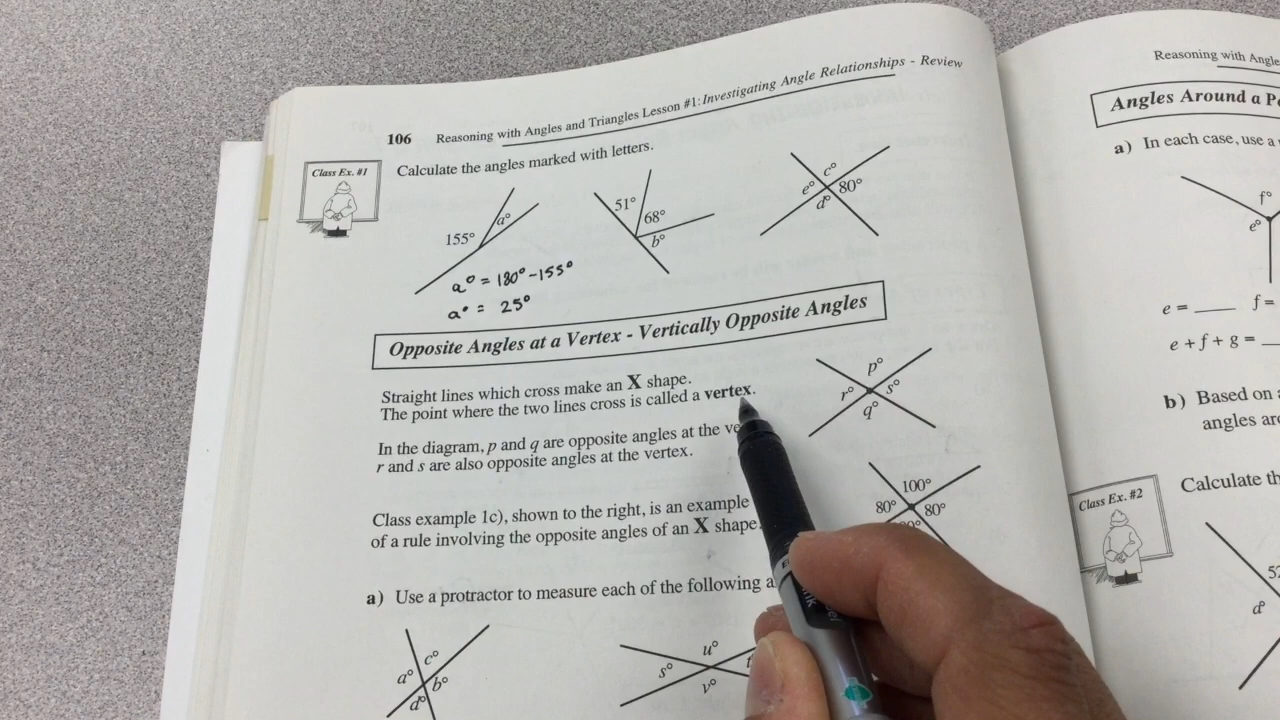 106 Reasoning with Angles and Triangles Lesson #1: Investigating Angle Relationships - Review
Class Ex. #1
Calculate the angles marked with letters.
155° a°
51° 68° b°
c° e° 80° d°
a° = 180° - 155°
a° = 25°
Opposite Angles at a Vertex - Vertically Opposite Angles
Straight lines which cross make an X shape.
The point where the two lines cross is called a vertex.
p° r° s° q°
In the diagram, p and q are opposite angles at the
r and s are also opposite angles at the vertex.
Class example 1c), shown to the right, is an example
of a rule involving the opposite angles of an X shape.
100° 80° 80°
a) Use a protractor to measure each of the following
a° c° b° d°
s° u° v°
Reasoning with Angle
Angles Around a
a) In each case, use a
f° e°
e = ____ f =
e + f + g = __
b) Based on
angles
Class Ex. #2
Calculate
d°